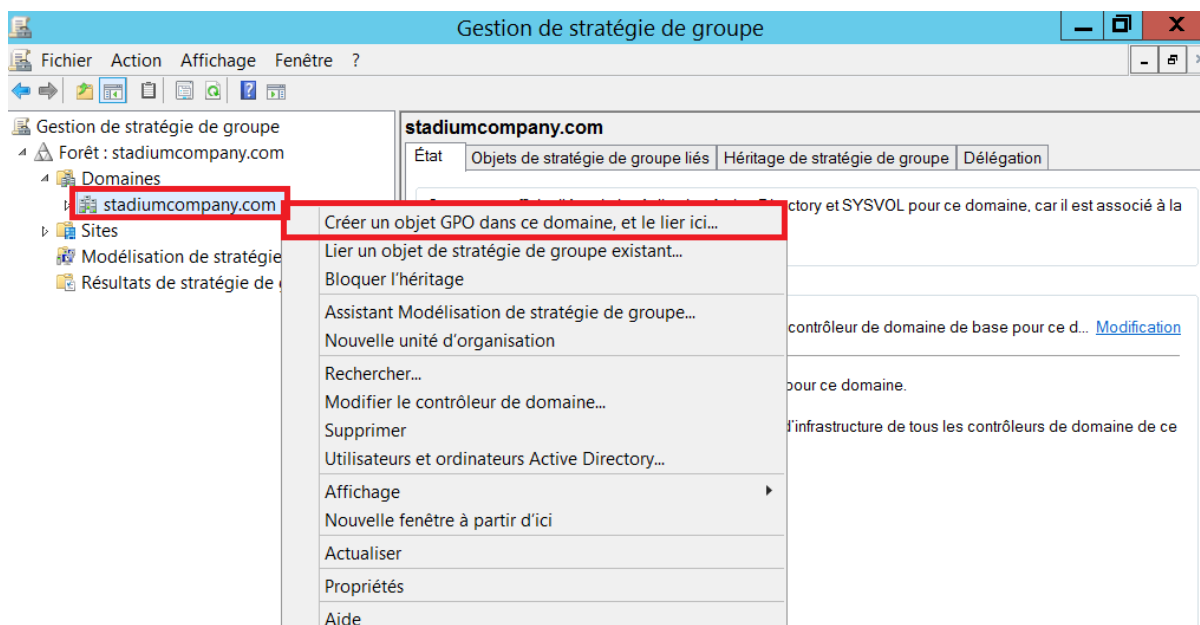 Gestion de stratégie de groupe
Fichier Action Affichage Fenêtre ?
Gestion de stratégie de groupe
Forêt : stadiumcompany.com
Domaines
stadiumcompany.com
Sites
Modélisation de stratégie
Résultats de stratégie de
stadiumcompany.com
État Objets de stratégie de groupe liés Héritage de stratégie de groupe Délégation
Directory et SYSVOL pour ce domaine, car il est associé à la
contrôleur de domaine de base pour ce d... Modification
pour ce domaine.
d'infrastructure de tous les contrôleurs de domaine de ce
Créer un objet GPO dans ce domaine, et le lier ici...
Lier un objet de stratégie de groupe existant...
Bloquer l'héritage
Assistant Modélisation de stratégie de groupe...
Nouvelle unité d'organisation
Rechercher...
Modifier le contrôleur de domaine...
Supprimer
Utilisateurs et ordinateurs Active Directory...
Affichage
Nouvelle fenêtre à partir d'ici
Actualiser
Propriétés
Aide